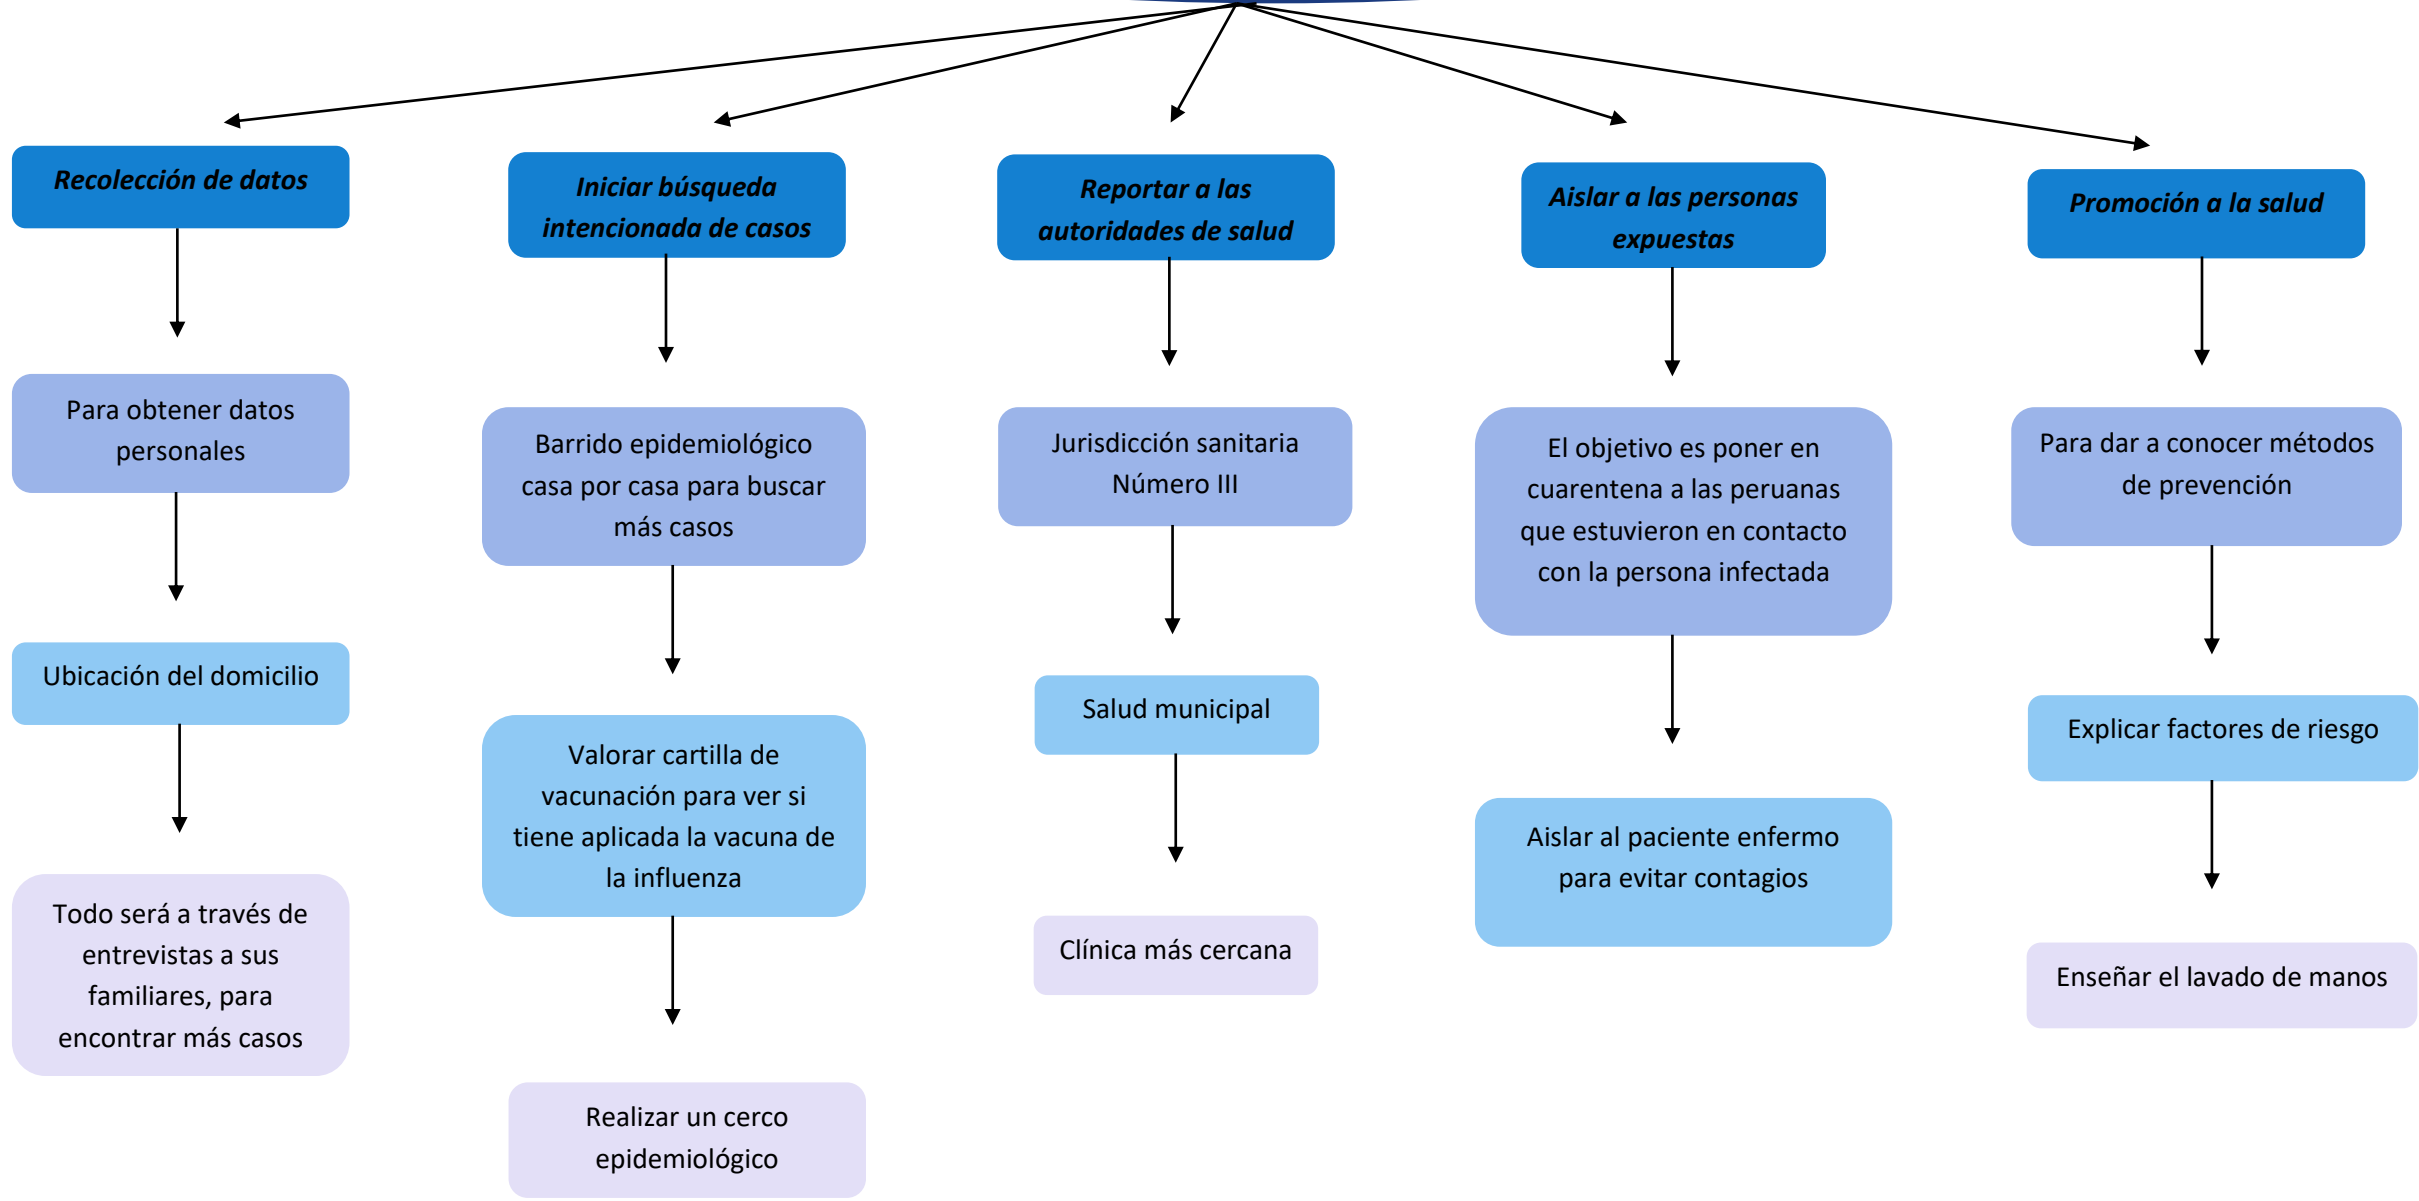 Recolección de datos
Para obtener datos
personales
Ubicación del domicilio
Todo será a través de
entrevistas a sus
familiares, para
encontrar más casos
Iniciar búsqueda
intencionada de casos
Barrido epidemiológico
casa por casa para buscar
más casos
Valorar cartilla de
vacunación para ver si
tiene aplicada la vacuna de
la influenza
Realizar un cerco
epidemiológico
Reportar a las
autoridades de salud
Jurisdicción sanitaria
Número III
Salud municipal
Clínica más cercana
Aislar a las personas
expuestas
El objetivo es poner en
cuarentena a las peruanas
que estuvieron en contacto
con la persona infectada
Aislar al paciente enfermo
para evitar contagios
Promoción a la salud
Para dar a conocer métodos
de prevención
Explicar factores de riesgo
Enseñar el lavado de manos